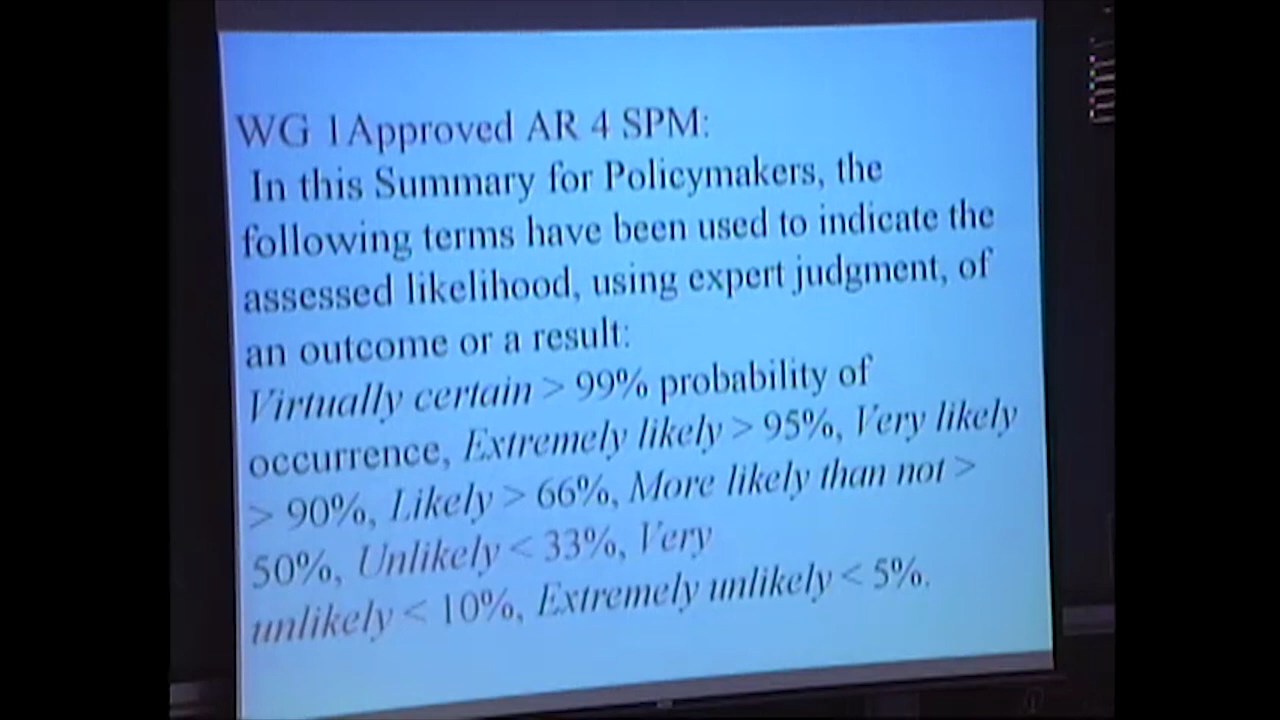 WG 1Approved AR 4 SPM:
In this Summary for Policymakers, the
following terms have been used to indicate the
assessed likelihood, using expert judgment, of
an outcome or a result:
Virtually certain > 99% probability of
occurrence, Extremely likely > 95%, Very likely
> 90%, Likely > 66%, More likely than not >
50%, Unlikely < 33%, Very
unlikely < 10%, Extremely unlikely < 5%.